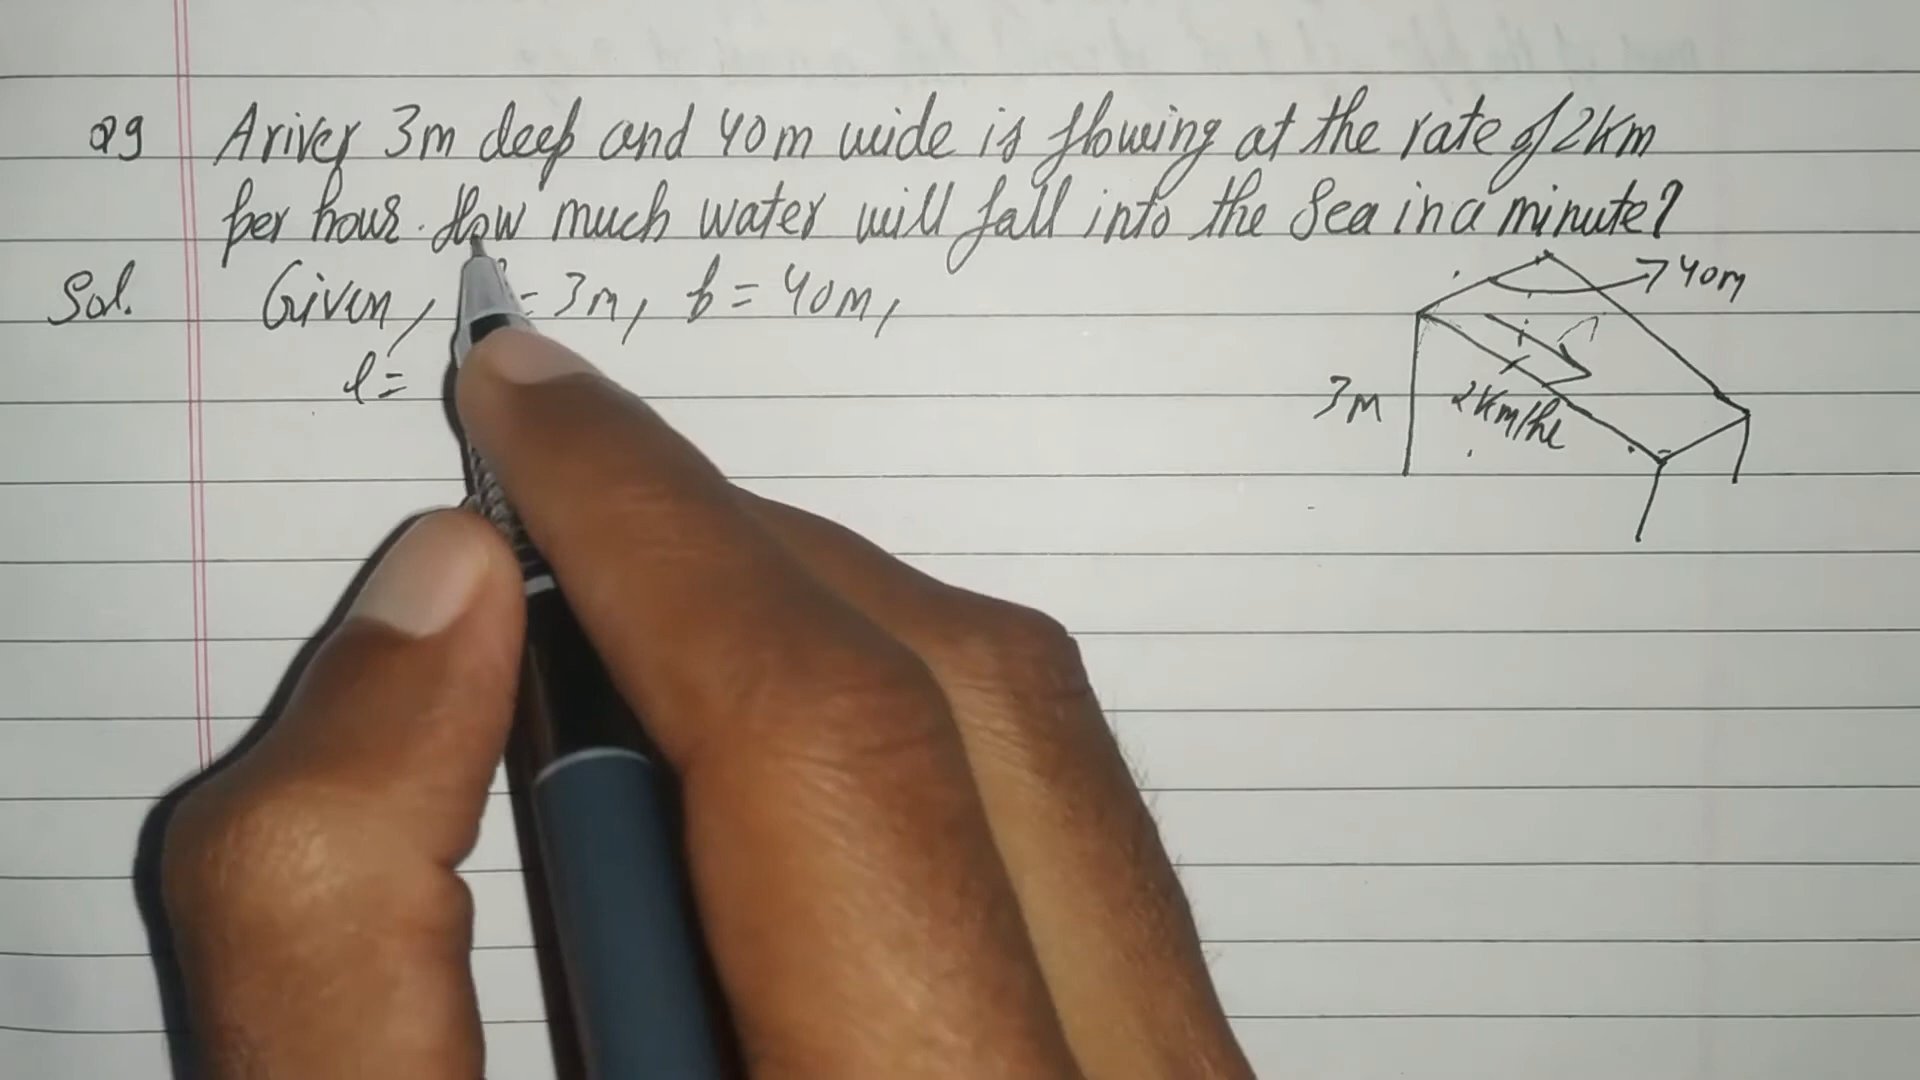 Q9 A river 3m deep and 40m wide is flowing at the rate of 2Km
per hour. How much water will fall into the Sea in a minute?
Sol. Given, = 3m, b = 40m,
l =
40m
3m
2Km/hr